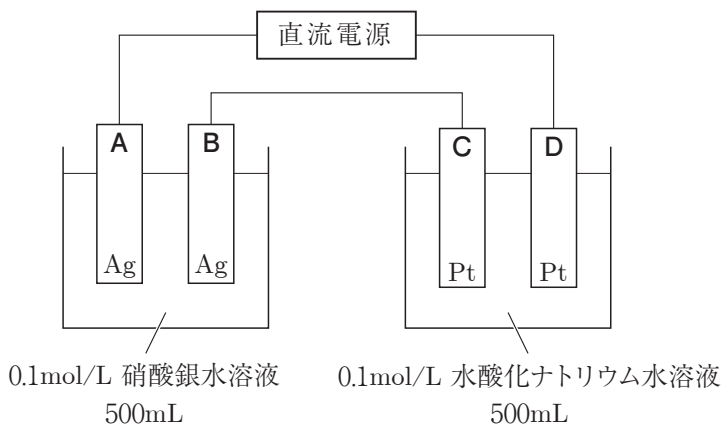 直流電源
A B C D
Ag Ag Pt Pt
0.1mol/L 硝酸銀水溶液
500mL
0.1mol/L 水酸化ナトリウム水溶液
500mL